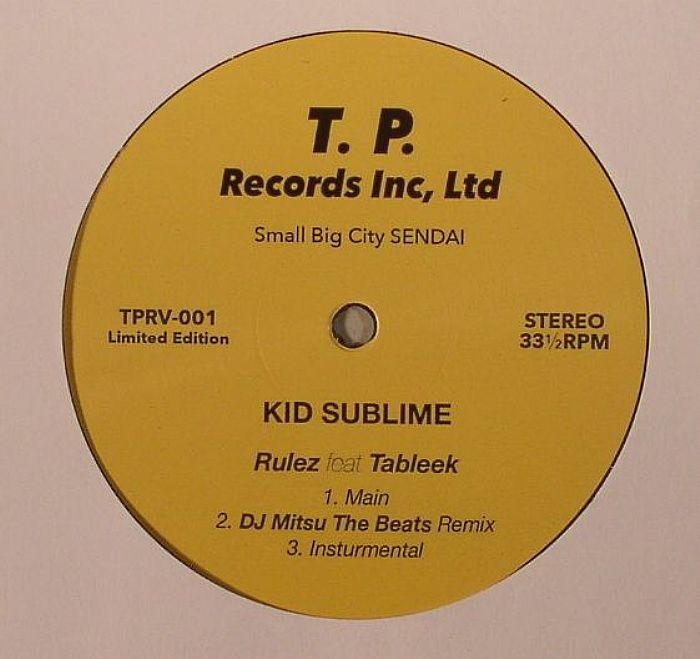 T. P.
Records Inc, Ltd
Small Big City SENDAI
TPRV-001
Limited Edition
STEREO
33½RPM
KID SUBLIME
Rulez feat Tableek
1. Main
2. DJ Mitsu The Beats Remix
3. Insturmental